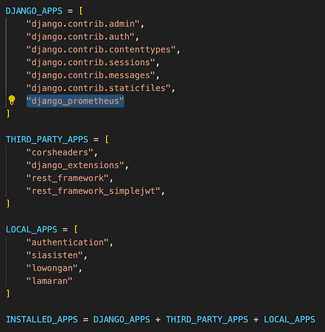 DJANGO_APPS = [
    "django.contrib.admin",
    "django.contrib.auth",
    "django.contrib.contenttypes",
    "django.contrib.sessions",
    "django.contrib.messages",
    "django.contrib.staticfiles",
    "django_prometheus"
]
THIRD_PARTY_APPS = [
    "corsheaders",
    "django_extensions",
    "rest_framework",
    "rest_framework_simplejwt",
]
LOCAL_APPS = [
    "authentication",
    "siasisten",
    "lowongan",
    "lamaran"
]
INSTALLED_APPS = DJANGO_APPS + THIRD_PARTY_APPS + LOCAL_APPS